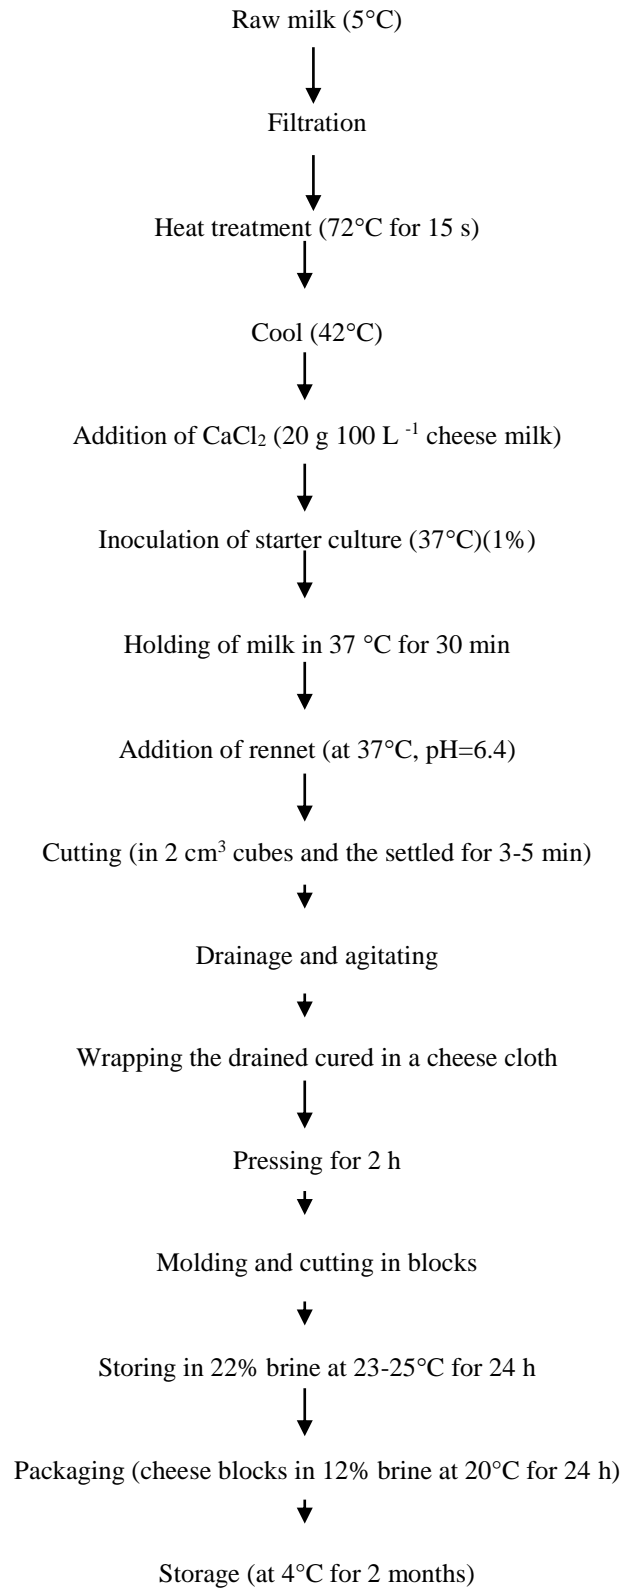 Raw milk (5°C)
Filtration
Heat treatment (72°C for 15 s)
Cool (42°C)
Addition of CaCl₂ (20 g 100 L ⁻¹ cheese milk)
Inoculation of starter culture (37°C)(1%)
Holding of milk in 37 °C for 30 min
Addition of rennet (at 37°C, pH=6.4)
Cutting (in 2 cm³ cubes and the settled for 3-5 min)
Drainage and agitating
Wrapping the drained cured in a cheese cloth
Pressing for 2 h
Molding and cutting in blocks
Storing in 22% brine at 23-25°C for 24 h
Packaging (cheese blocks in 12% brine at 20°C for 24 h)
Storage (at 4°C for 2 months)